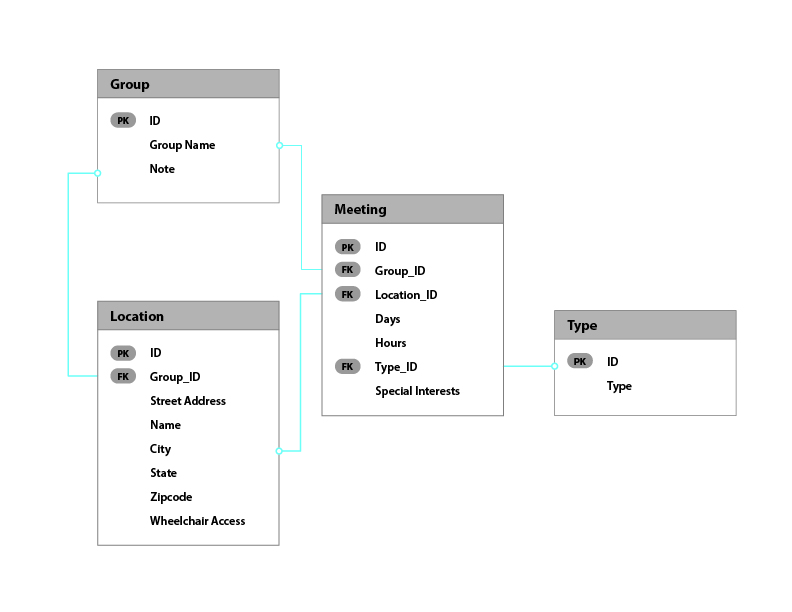 Group
PK ID
Group Name
Note
Meeting
PK ID
FK Group_ID
FK Location_ID
Days
Hours
FK Type_ID
Special Interests
Location
PK ID
FK Group_ID
Street Address
Name
City
State
Zipcode
Wheelchair Access
Type
PK ID
Type